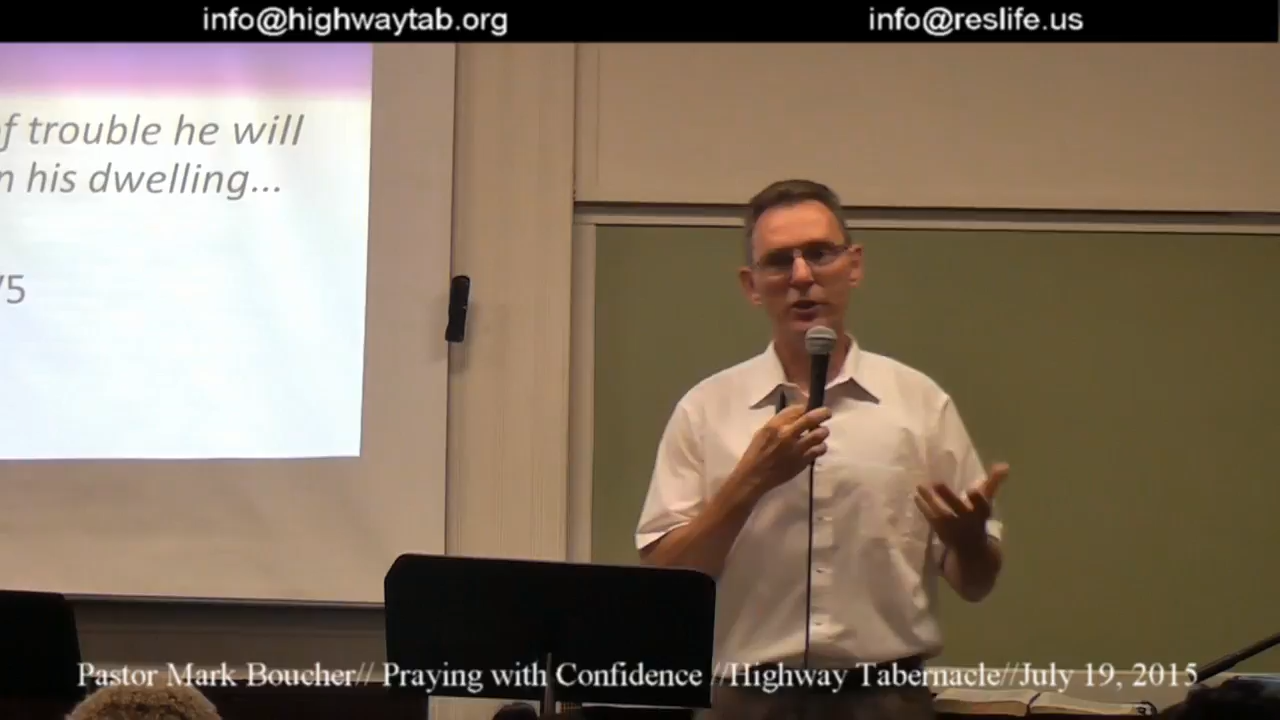 info@highwaytab.org
info@reslife.us
f trouble he will
n his dwelling...
/5
Pastor Mark Boucher// Praying with Confidence //Highway Tabernacle//July 19, 2015